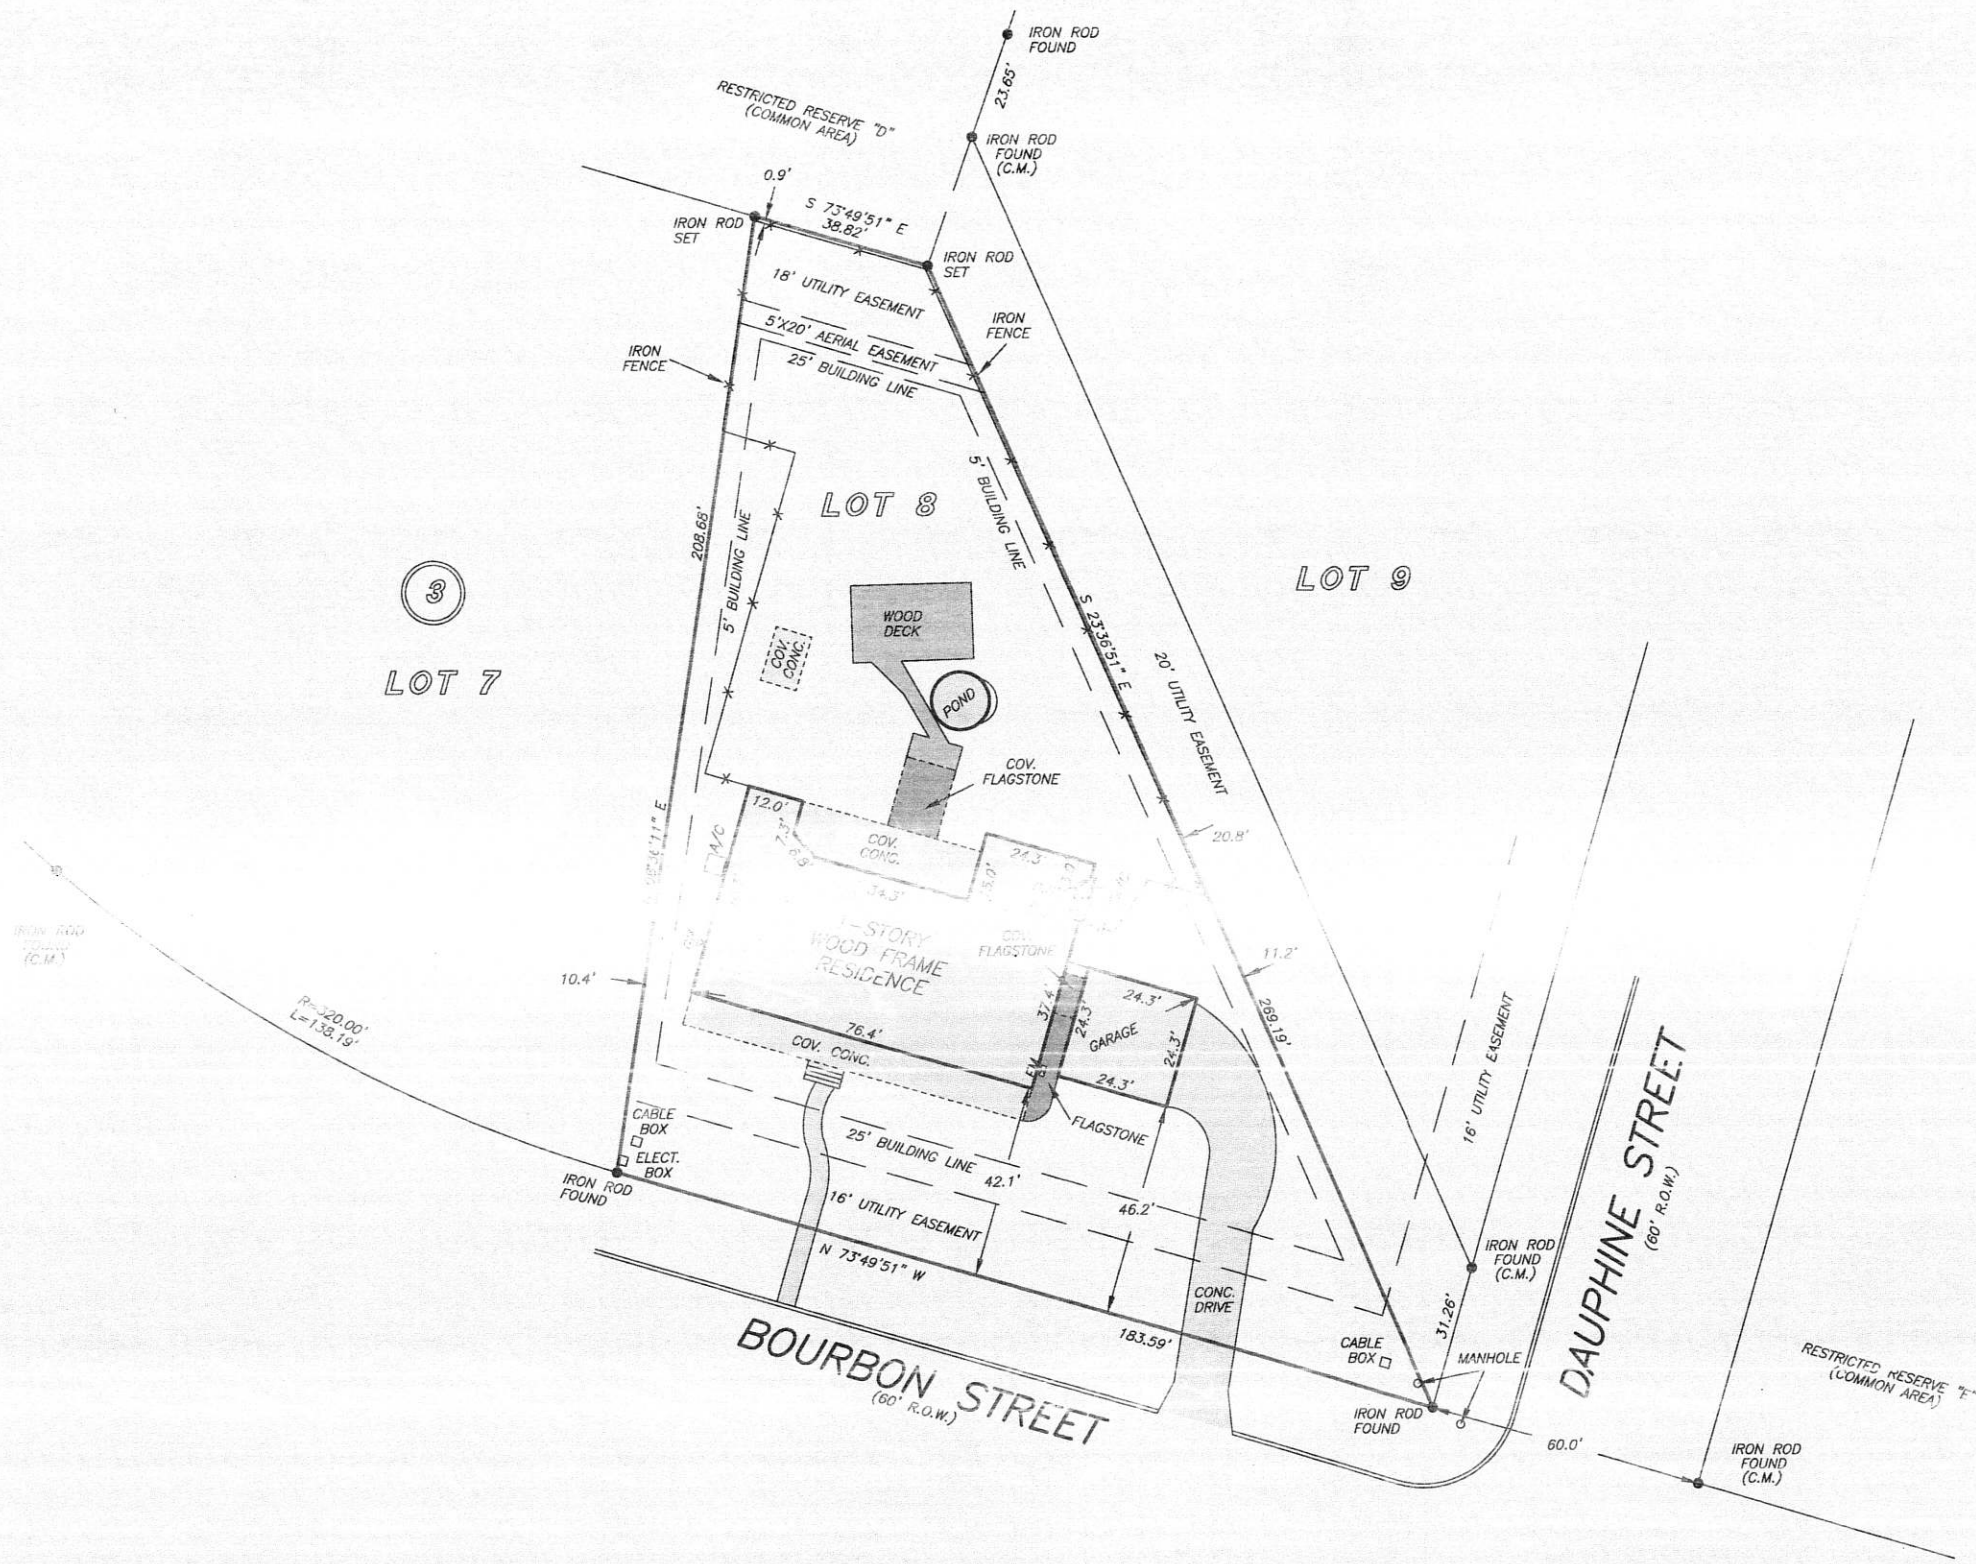 IRON ROD
FOUND
23.65'
RESTRICTED RESERVE "D"
(COMMON AREA)
IRON ROD
FOUND
(C.M.)
0.9'
S 73°49'51" E
38.82'
IRON ROD
SET
IRON ROD
SET
18' UTILITY EASEMENT
5'X20' AERIAL EASEMENT
25' BUILDING LINE
IRON
FENCE
IRON
FENCE
LOT 8
5' BUILDING LINE
5' BUILDING LINE
208.68'
3
LOT 7
LOT 9
WOOD
DECK
COV.
CONC.
POND
S 23°36'51" E
20' UTILITY EASEMENT
COV.
FLAGSTONE
12.0'
7.3'
6.8'
A/C
COV.
CONC.
24.3'
34.3'
20.8'
1-STORY
WOOD FRAME
RESIDENCE
COV.
FLAGSTONE
IRON ROD
FOUND
(C.M.)
R=320.00'
L=138.19'
10.4'
11.2'
269.19'
24.3'
37.4'
24.3'
GARAGE
24.3'
24.3'
76.4'
COV. CONC.
EM
FLAGSTONE
16' UTILITY EASEMENT
CABLE
BOX
ELECT.
BOX
IRON ROD
FOUND
25' BUILDING LINE
42.1'
46.2'
16' UTILITY EASEMENT
N 73°49'51" W
183.59'
CONC.
DRIVE
BOURBON STREET
(60' R.O.W.)
DAUPHINE STREET
(60' R.O.W.)
IRON ROD
FOUND
(C.M.)
31.26'
CABLE
BOX
MANHOLE
IRON ROD
FOUND
60.0'
IRON ROD
FOUND
(C.M.)
RESTRICTED RESERVE "F"
(COMMON AREA)